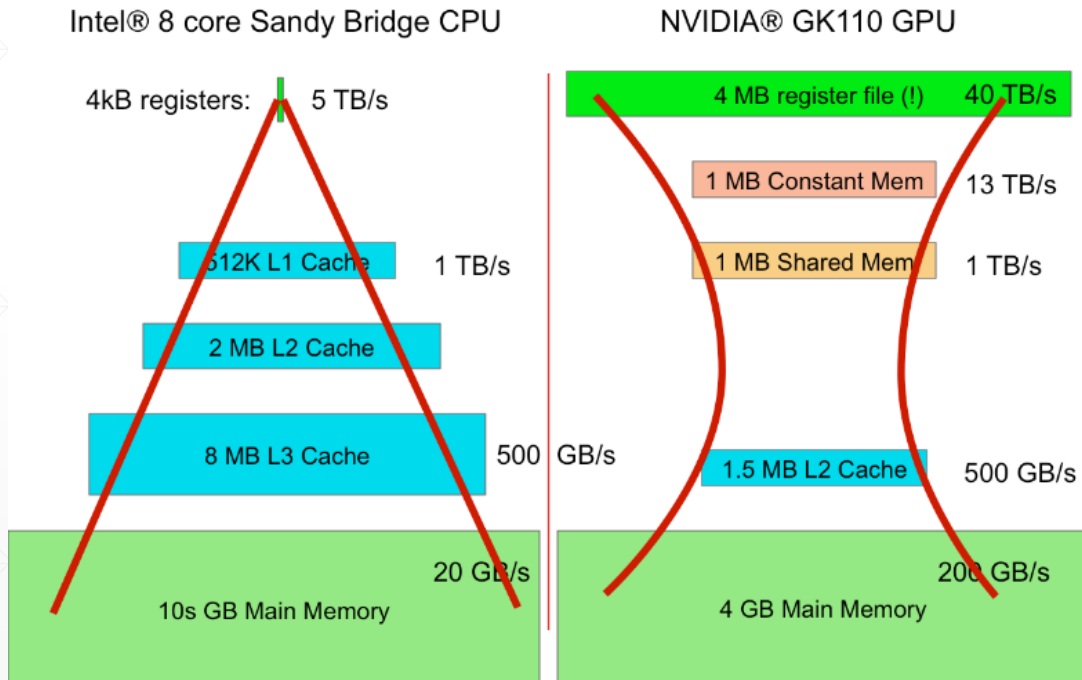 Intel® 8 core Sandy Bridge CPU
4kB registers: 5 TB/s
512K L1 Cache 1 TB/s
2 MB L2 Cache
8 MB L3 Cache 500 GB/s
20 GB/s
10s GB Main Memory
NVIDIA® GK110 GPU
4 MB register file (!) 40 TB/s
1 MB Constant Mem 13 TB/s
1 MB Shared Mem 1 TB/s
1.5 MB L2 Cache 500 GB/s
200 GB/s
4 GB Main Memory